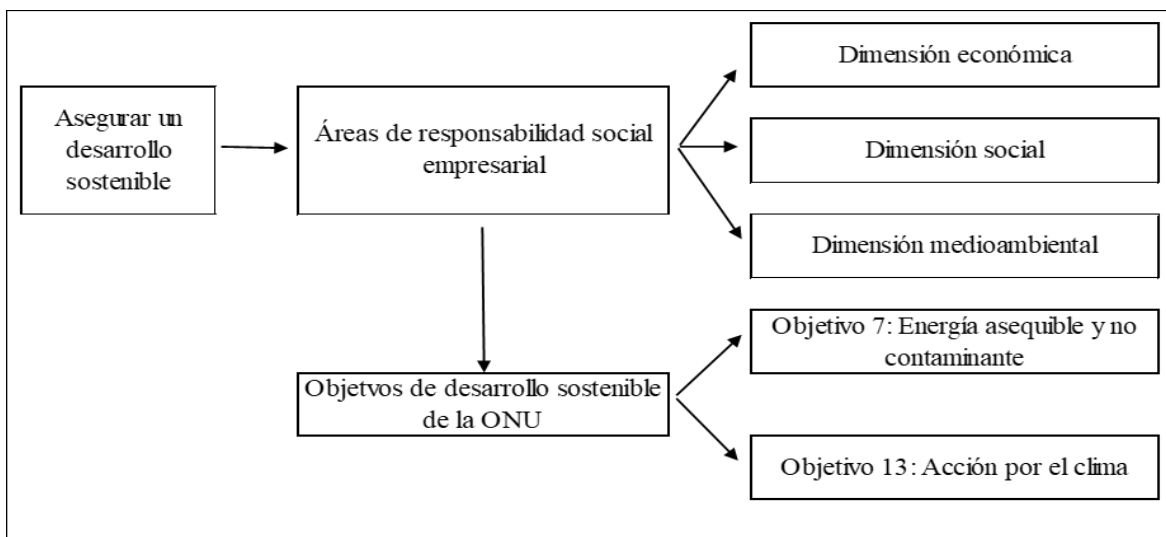 Asegurar un
desarrollo
sostenible
Áreas de responsabilidad social
empresarial
Dimensión económica
Dimensión social
Dimensión medioambiental
Objetvos de desarrollo sostenible
de la ONU
Objetivo 7: Energía asequible y no
contaminante
Objetivo 13: Acción por el clima